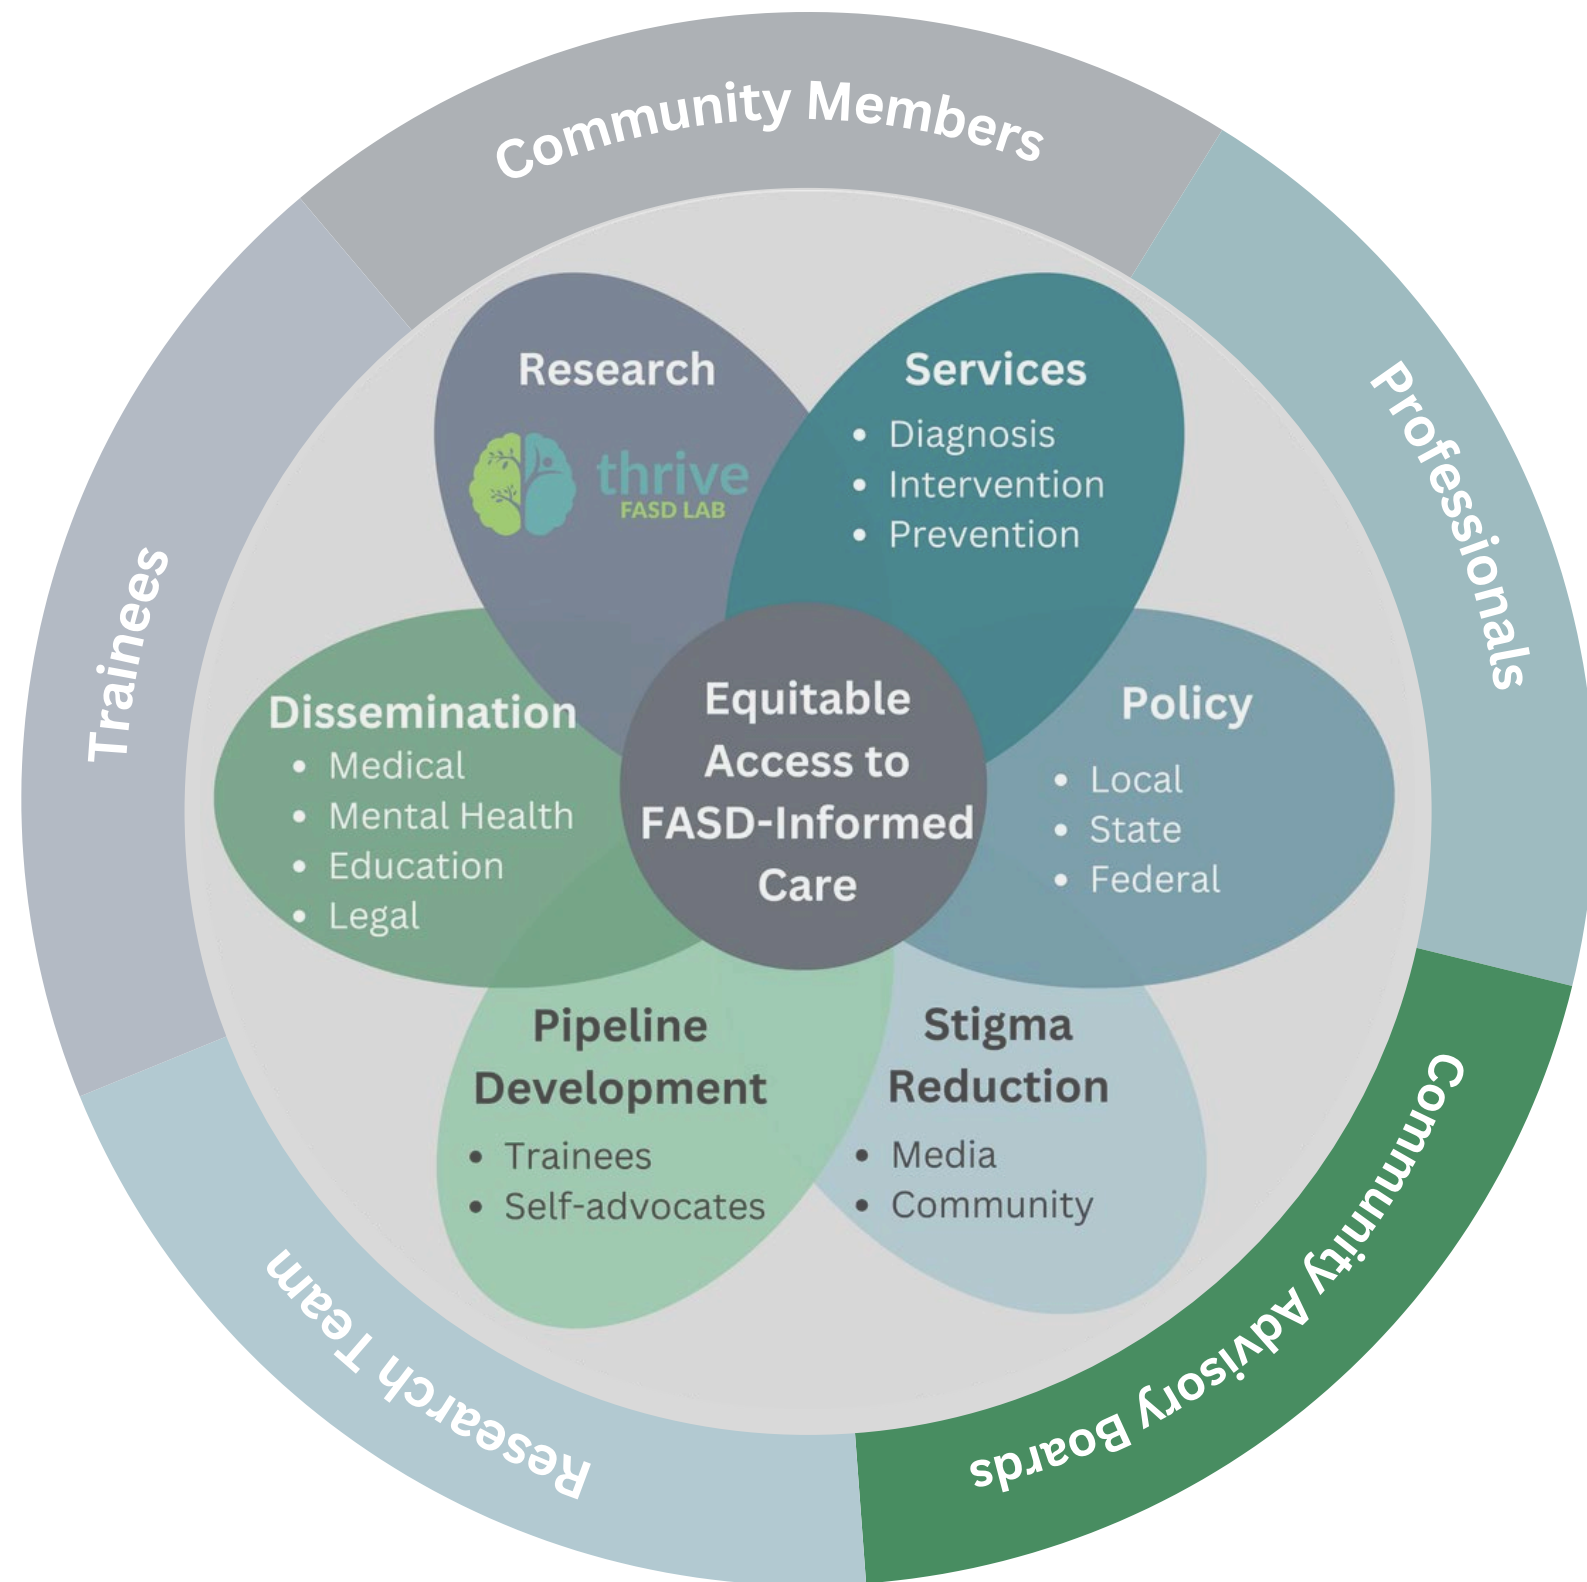 Community Members
Professionals
Community Advisory Boards
Research Team
Trainees
Research
thrive
FASD LAB
Services
• Diagnosis
• Intervention
• Prevention
Policy
• Local
• State
• Federal
Stigma
Reduction
• Media
• Community
Pipeline
Development
• Trainees
• Self-advocates
Dissemination
• Medical
• Mental Health
• Education
• Legal
Equitable
Access to
FASD-Informed
Care